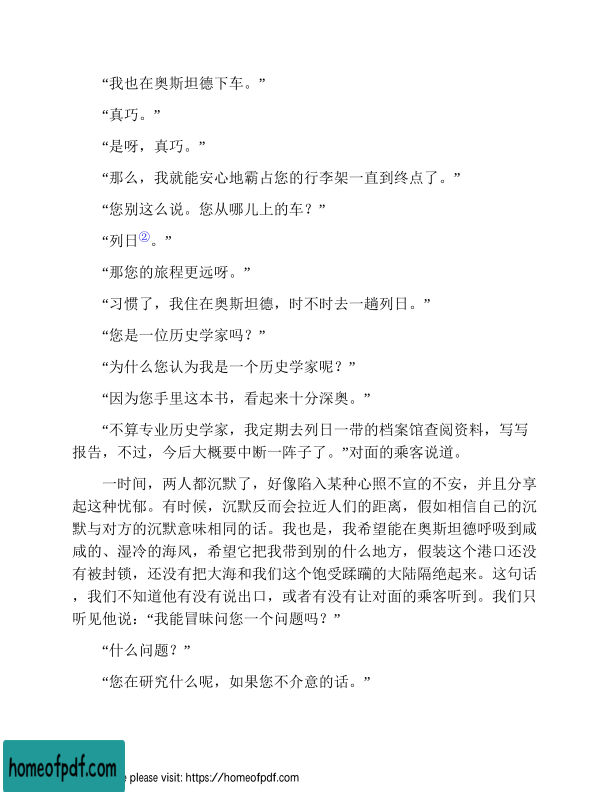 “我也在奥斯坦德下车。”
“真巧。”
“是呀，真巧。”
“那么，我就能安心地霸占您的行李架一直到终点了。”
“您别这么说。您从哪儿上的车？”
“列日②。”
“那您的旅程更远呀。”
“习惯了，我住在奥斯坦德，时不时去一趟列日。”
“您是一位历史学家吗？”
“为什么您认为我是一个历史学家呢？”
“因为您手里这本书，看起来十分深奥。”
“不算专业历史学家，我定期去列日一带的档案馆查阅资料，写写
报告，不过，今后大概要中断一阵子了。”对面的乘客说道。
一时间，两人都沉默了，好像陷入某种心照不宣的不安，并且分享
起这种忧郁。有时候，沉默反而会拉近人们的距离，假如相信自己的沉
默与对方的沉默意味相同的话。我也是，我希望能在奥斯坦德呼吸到咸
咸的、湿冷的海风，希望它把我带到别的什么地方，假装这个港口还没
有被封锁，还没有把大海和我们这个饱受蹂躏的大陆隔绝起来。这句话
，我们不知道他有没有说出口，或者有没有让对面的乘客听到。我们只
听见他说：“我能冒昧问您一个问题吗？”
“什么问题？”
“您在研究什么呢，如果您不介意的话。”
homeofpdf.com
e please visit: https://homeofpdf.com